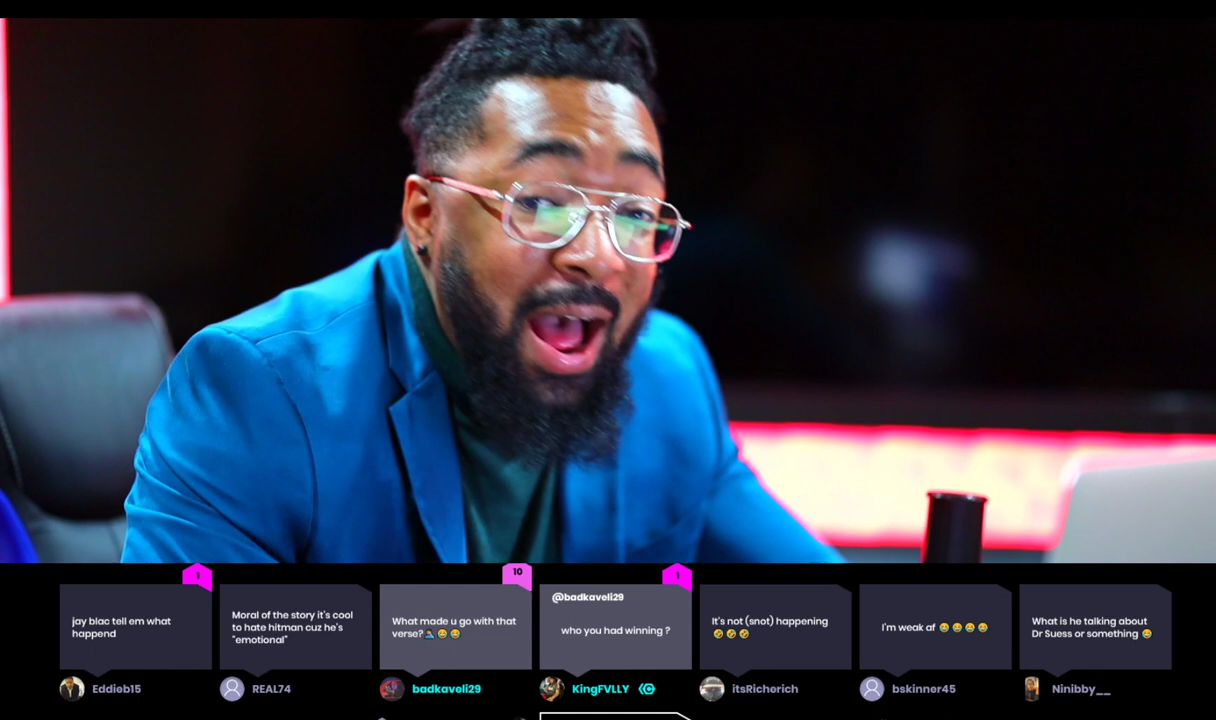 1
10
1
jay blac tell em what
happend
Moral of the story it's cool
to hate hitman cuz he's
"emotional"
What made u go with that
verse?🤦🏽‍♂️ 😂 😂
@badkaveli29
who you had winning ?
It's not (snot) happening
🤣 🤣 🤣
I'm weak af 😂 😂 😂 😂
What is he talking about
Dr Suess or something 😂
Eddieb15
REAL74
badkaveli29
KingFVLLY
itsRicherich
bskinner45
Ninibby__